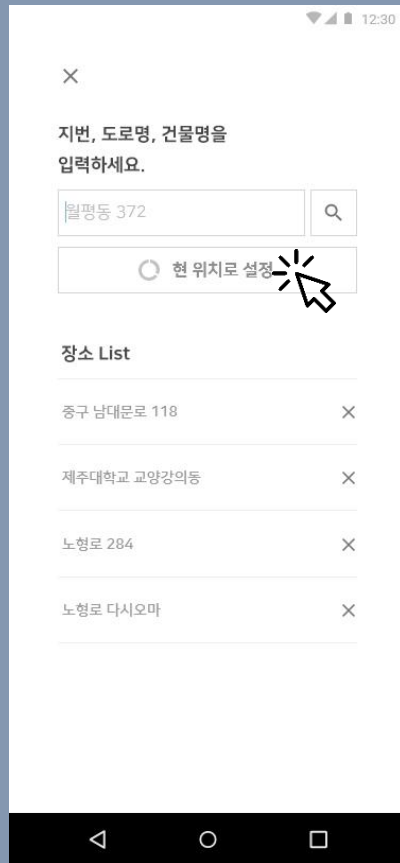 12:30
지번, 도로명, 건물명을
입력하세요.
월평동 372
현 위치로 설정
장소 List
중구 남대문로 118
제주대학교 교양강의동
노형로 284
노형로 다시오마